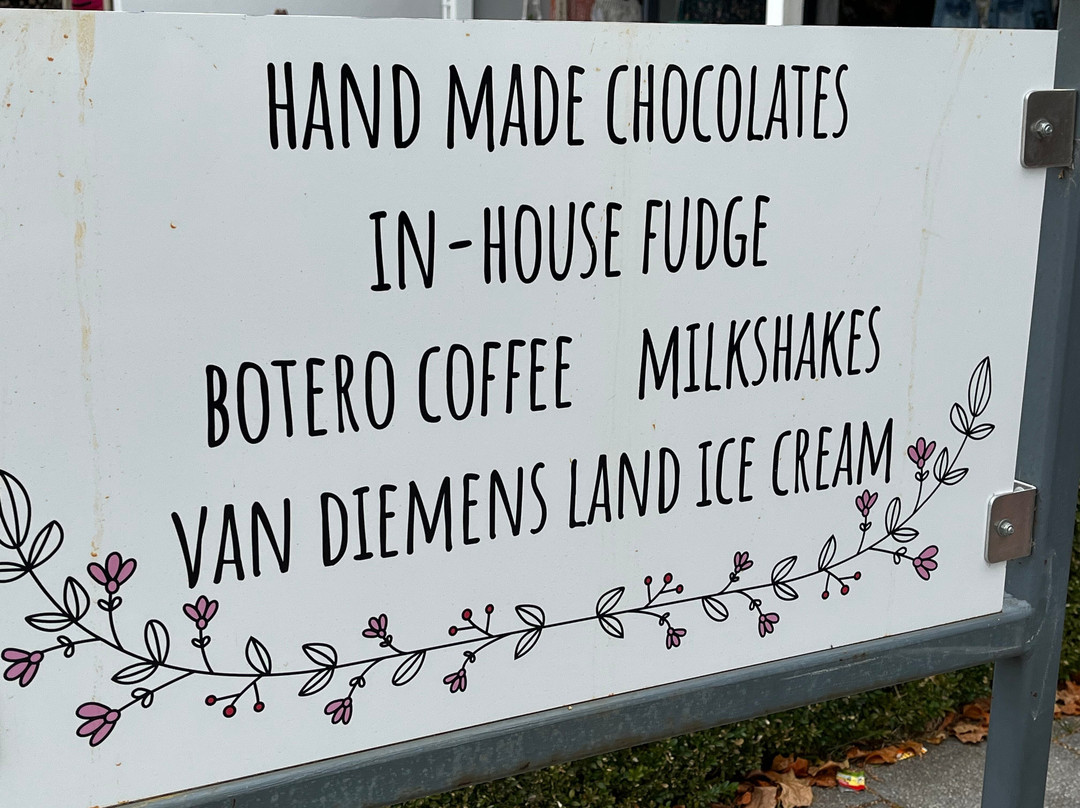 HAND MADE CHOCOLATES
IN-HOUSE FUDGE
BOTERO COFFEE MILKSHAKES
VAN DIEMENS LAND ICE CREAM